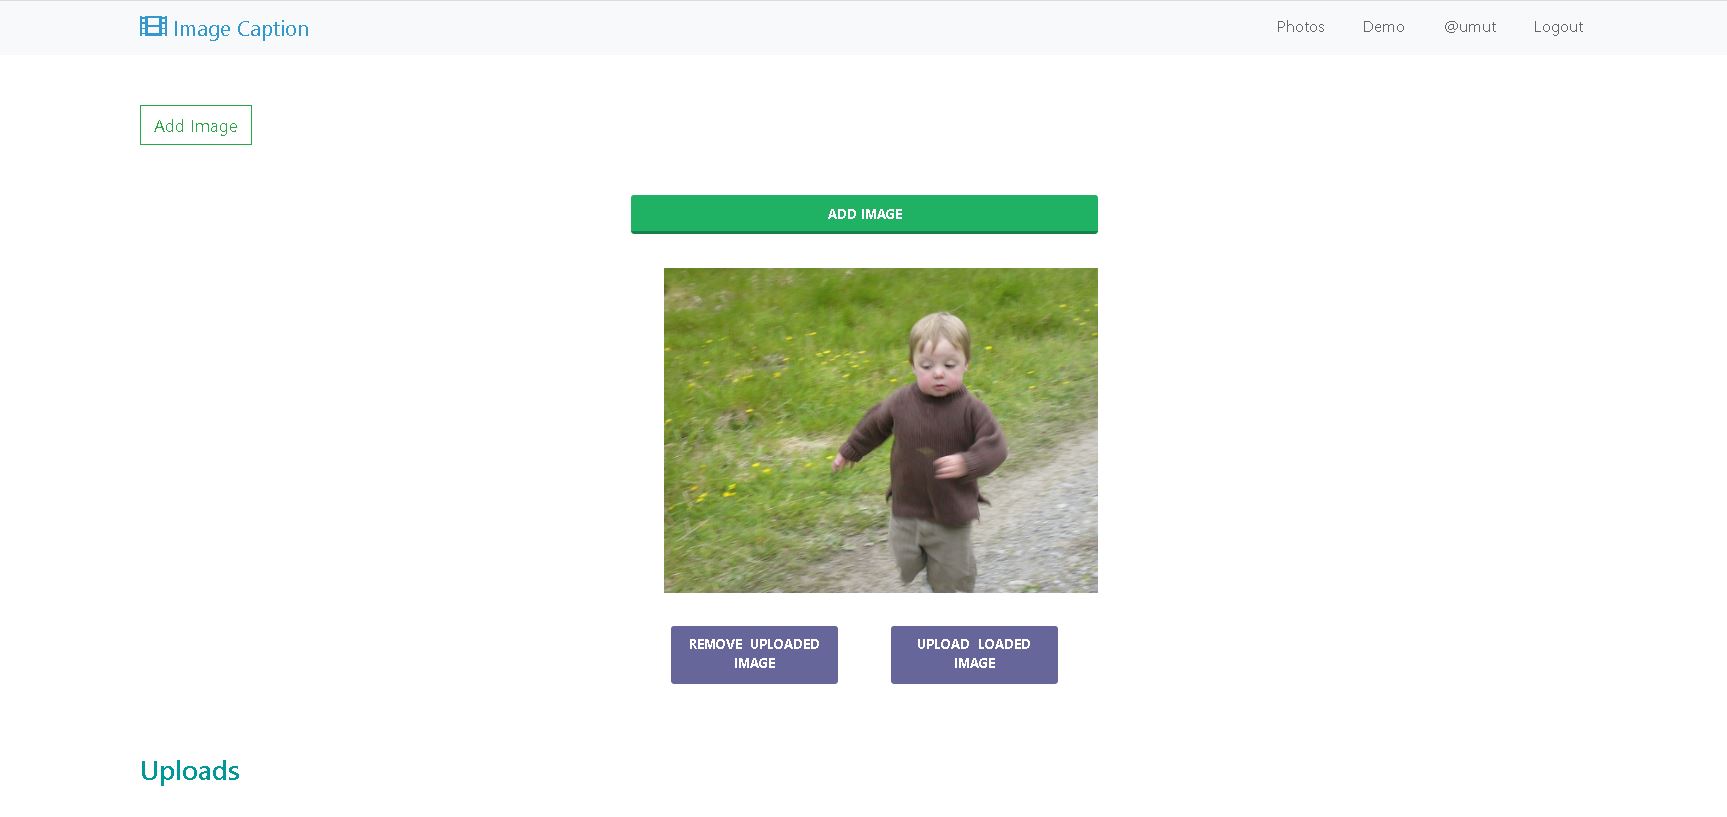 Image Caption
Photos
Demo
@umut
Logout
Add Image
ADD IMAGE
REMOVE UPLOADED
IMAGE
UPLOAD LOADED
IMAGE
Uploads